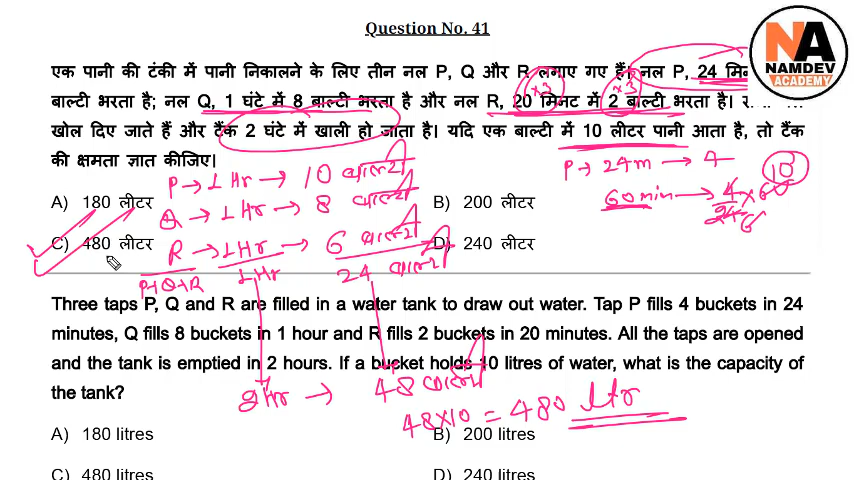 Question No. 41
NA
NAMDEV
ACADEMY
एक पानी की टंकी में पानी निकालने के लिए तीन नल P, Q और R लगाए गए हैं। नल P, 24 मिन
बाल्टी भरता है; नल Q, 1 घंटे में 8 बाल्टी भरता है और नल R, 20 मिनट में 2 बाल्टी भरता है।
×3 ×3
खोल दिए जाते हैं और टैंक 2 घंटे में खाली हो जाता है। यदि एक बाल्टी में 10 लीटर पानी आता है, तो टैंक
की क्षमता ज्ञात कीजिए।
P → 24m → 4
10
60 min → 4/24 × 60
6
P → 1 Hr → 10 बाल्टी
A) 180 लीटर B) 200 लीटर
Q → 1 Hr → 8 बाल्टी
C) 480 लीटर D) 240 लीटर
R → 1 Hr → 6 बाल्टी
P+Q+R 1 Hr 24 बाल्टी
Three taps P, Q and R are filled in a water tank to draw out water. Tap P fills 4 buckets in 24
minutes, Q fills 8 buckets in 1 hour and R fills 2 buckets in 20 minutes. All the taps are opened
and the tank is emptied in 2 hours. If a bucket holds 10 litres of water, what is the capacity of
the tank?
2 Hr → 48 बाल्टी
48×10 = 480 Ltr
A) 180 litres B) 200 litres
C) 480 litres D) 240 litres